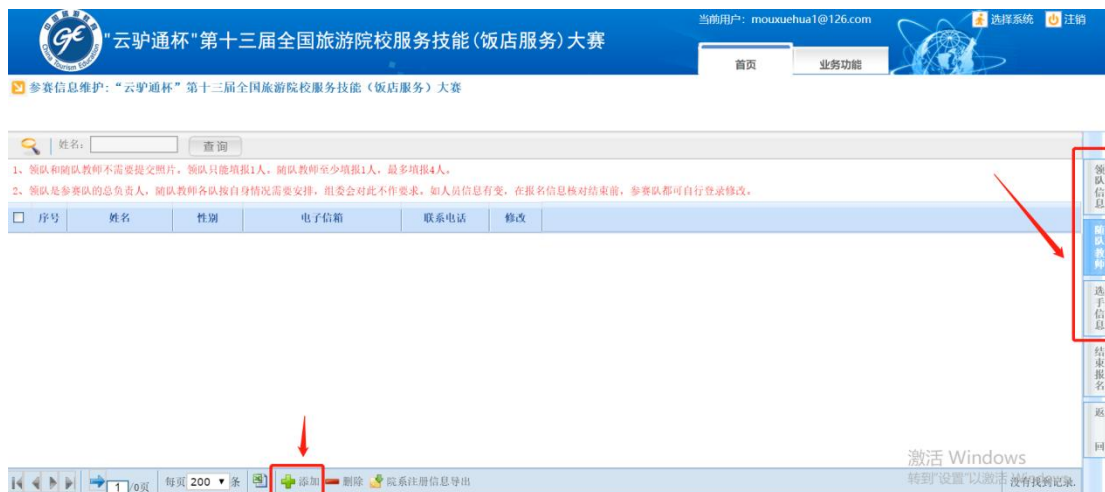 当前用户: mouxuehua1@126.com 选择系统 注销
"云驴通杯"第十三届全国旅游院校服务技能(饭店服务)大赛
首页 业务功能
参赛信息维护:“云驴通杯”第十三届全国旅游院校服务技能（饭店服务）大赛
姓名: 查询
1、领队和随队教师不需要提交照片。领队只能填报1人。随队教师至少填报1人，最多填报4人。
2、领队是参赛队的总负责人，随队教师各队按自身情况需要安排，组委会对此不作要求。如人员信息有变，在报名信息核对结束前，参赛队都可自行登录修改。
序号 姓名 性别 电子信箱 联系电话 修改
领队信息
随队教师
选手信息
结束报名
返回
激活 Windows
转到"设置"以激活
1 /0页 每页 200 条 添加 删除 院系注册信息导出 没有找到记录.